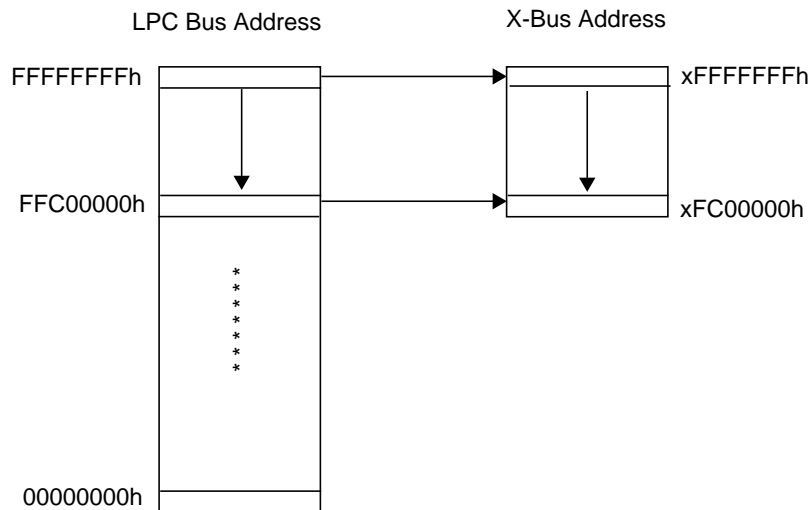 LPC Bus Address
X-Bus Address
FFFFFFFFh
xFFFFFFFh
FFC00000h
xFC00000h
*
*
*
*
*
*
*
00000000h